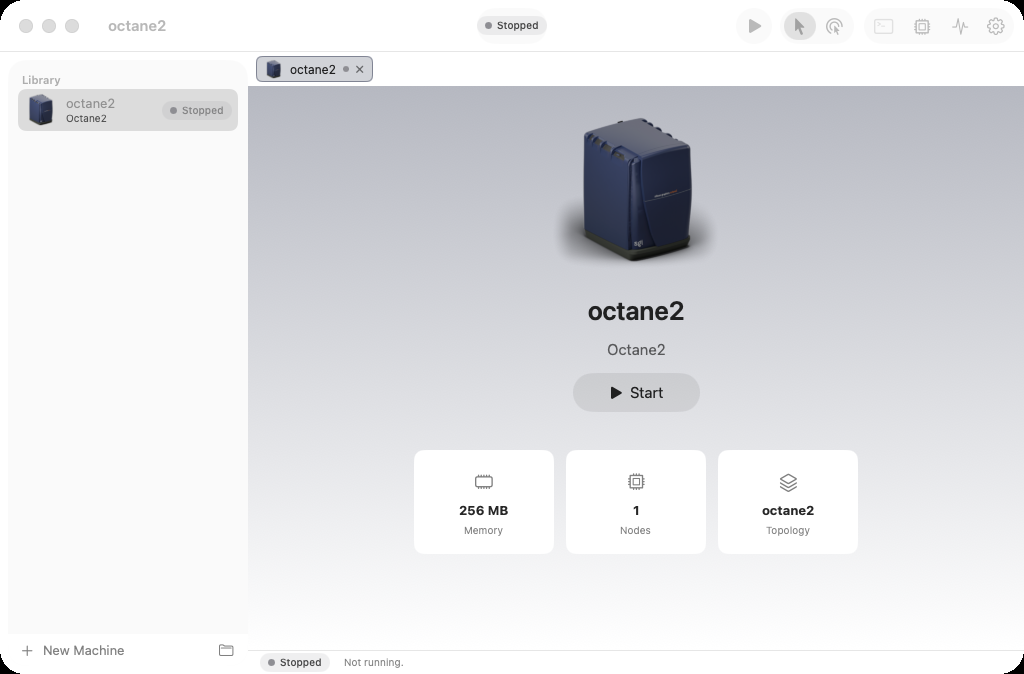 octane2
Stopped
Library
octane2
Octane2
Stopped
octane2
octane2
Octane2
Start
256 MB
Memory
1
Nodes
octane2
Topology
New Machine
Stopped
Not running.